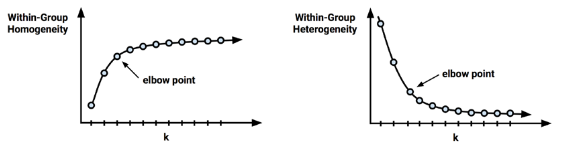 Within-Group
Homogeneity
elbow point
k
Within-Group
Heterogeneity
elbow point
k